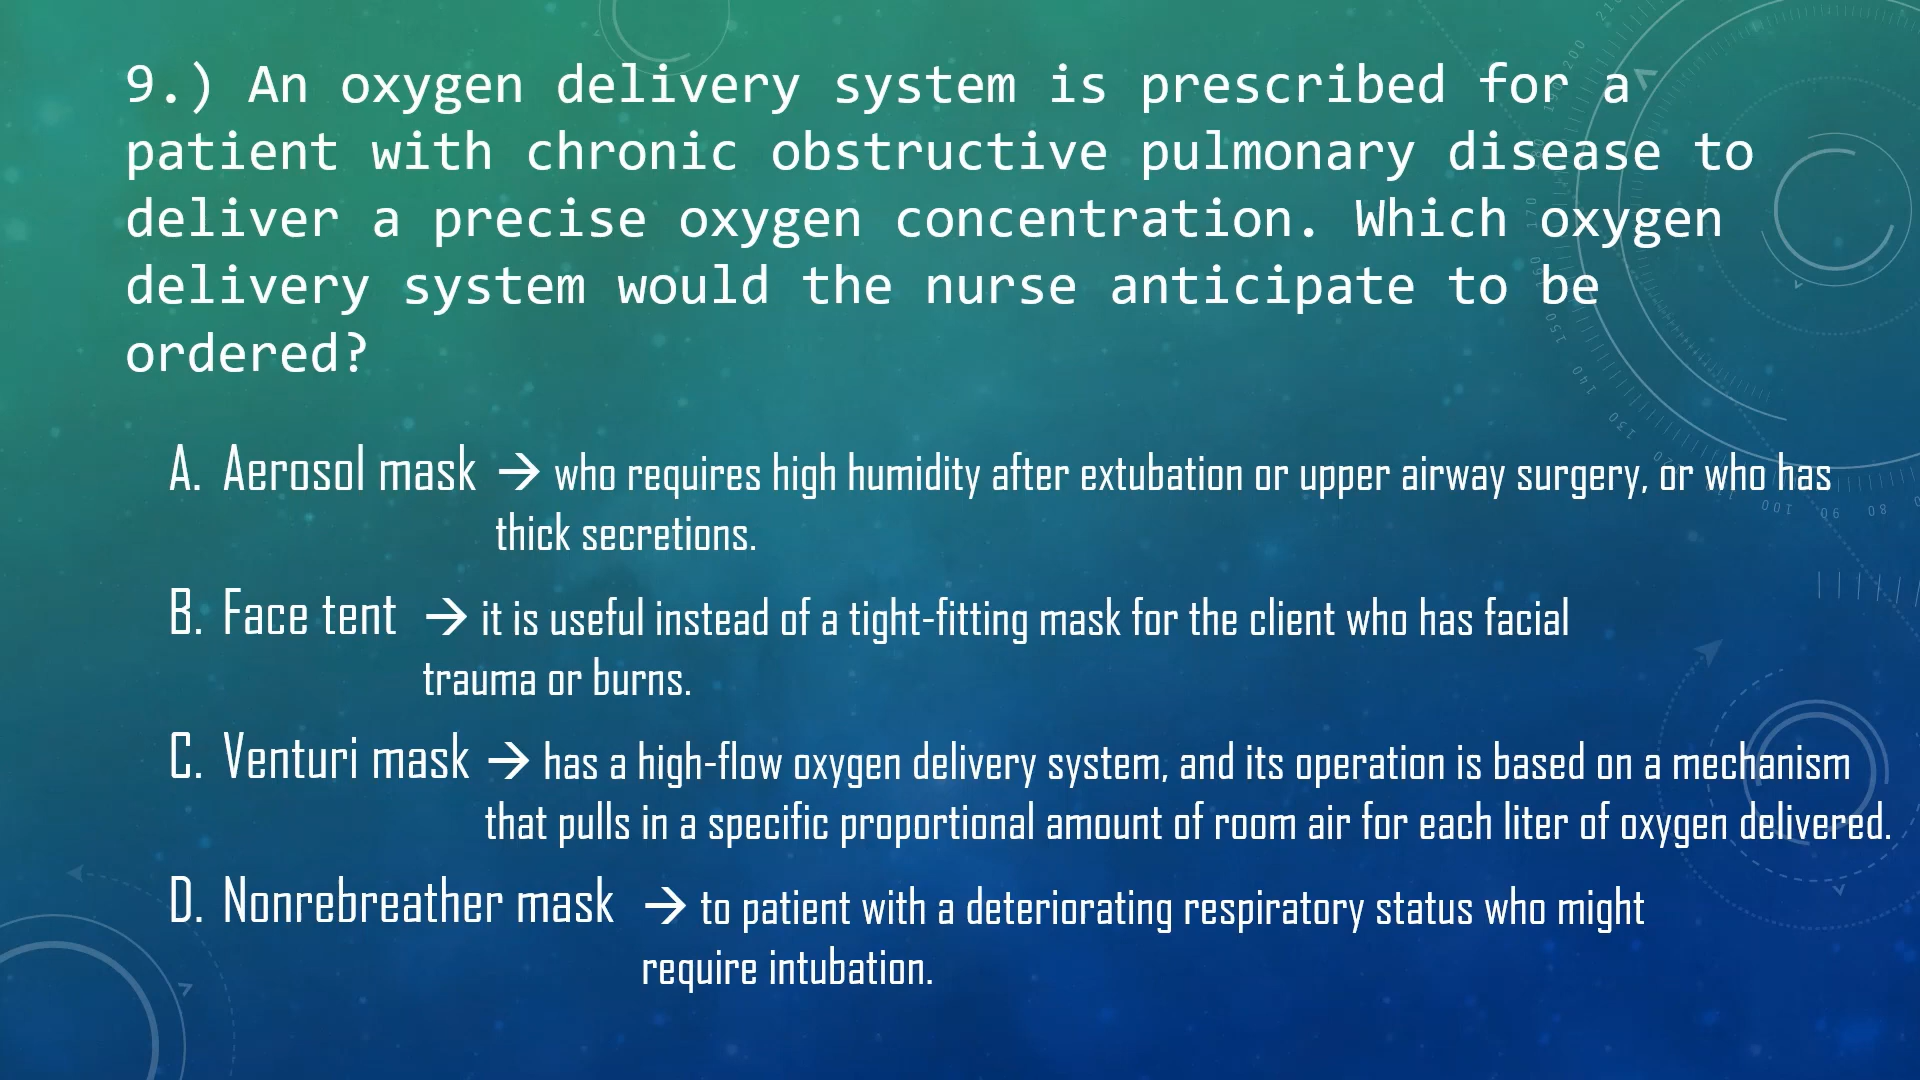 9.) An oxygen delivery system is prescribed for a
patient with chronic obstructive pulmonary disease to
deliver a precise oxygen concentration. Which oxygen
delivery system would the nurse anticipate to be
ordered?
A. Aerosol mask → who requires high humidity after extubation or upper airway surgery, or who has
thick secretions.
B. Face tent → it is useful instead of a tight-fitting mask for the client who has facial
trauma or burns.
C. Venturi mask → has a high-flow oxygen delivery system, and its operation is based on a mechanism
that pulls in a specific proportional amount of room air for each liter of oxygen delivered.
D. Nonrebreather mask → to patient with a deteriorating respiratory status who might
require intubation.